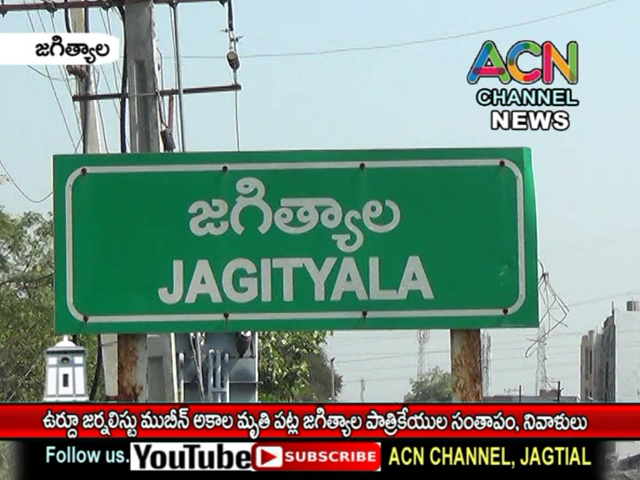 జగిత్యాల
ACN
CHANNEL
NEWS
జగిత్యాల
JAGITYALA
ఉర్దూ జర్నలిస్టు ముబీన్ అకాల మృతి పట్ల జగిత్యాల పాత్రికేయుల సంతాపం, నివాళులు
Follow us. YouTube SUBSCRIBE ACN CHANNEL, JAGTIAL